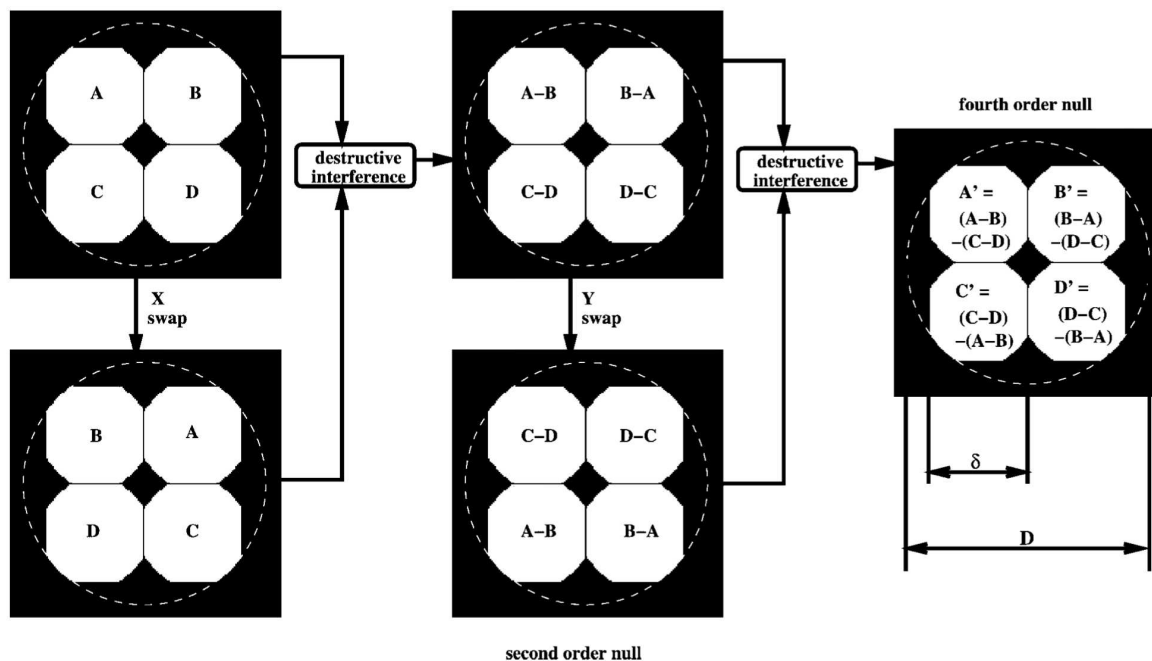 A B
C D
X
swap
B A
D C
destructive
interference
A−B B−A
C−D D−C
Y
swap
C−D D−C
A−B B−A
second order null
destructive
interference
fourth order null
A’ = B’ =
(A−B) (B−A)
−(C−D) −(D−C)
C’ = D’ =
(C−D) (D−C)
−(A−B) −(B−A)
δ
D